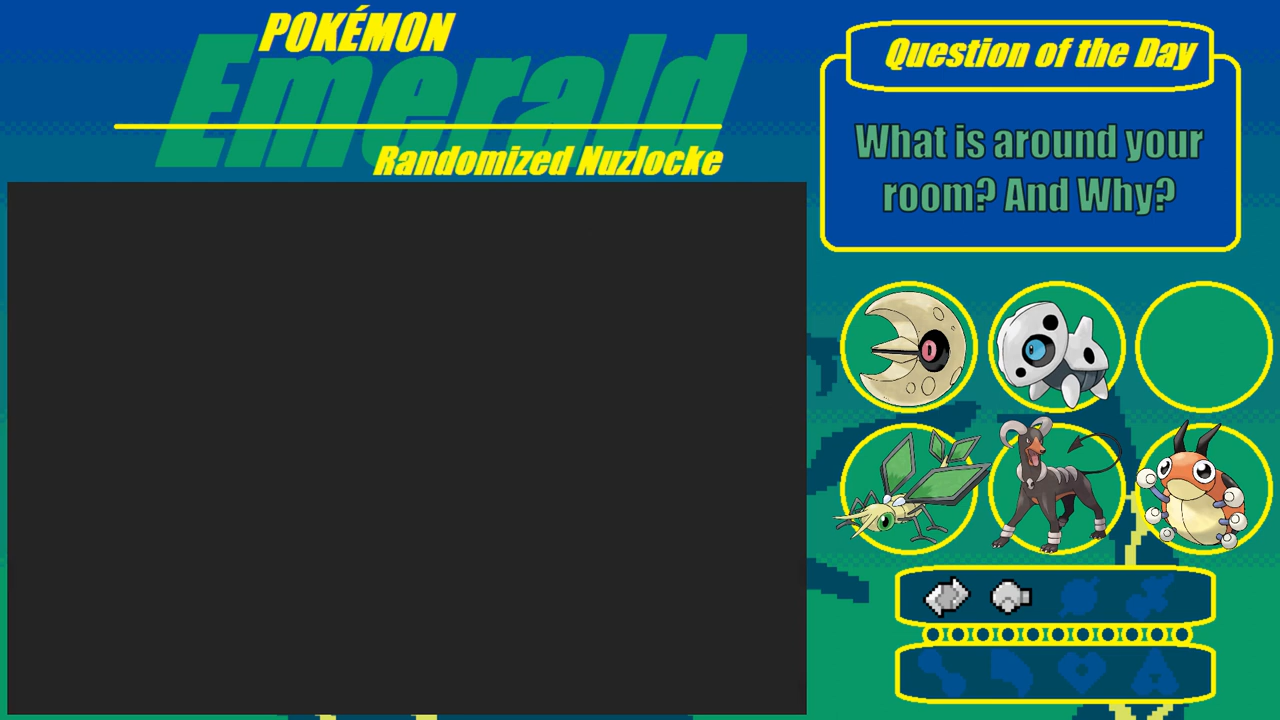 POKÉMON
Emerald
Randomized Nuzlocke
Question of the Day
What is around your
room? And Why?